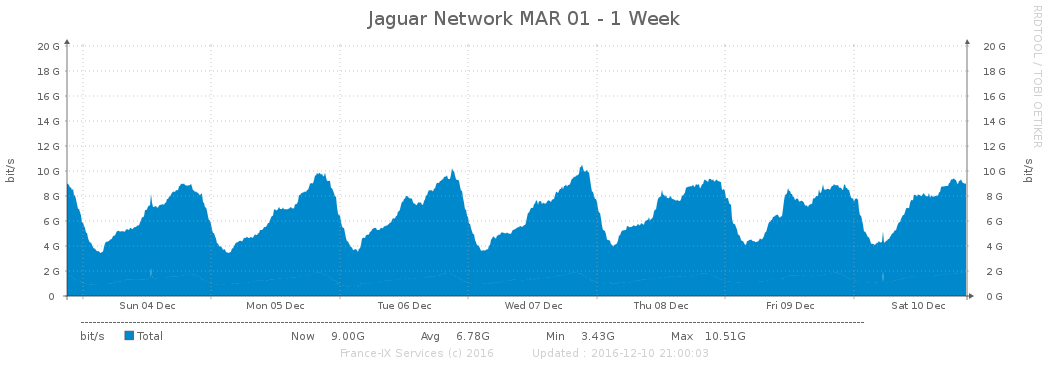 Jaguar Network MAR 01 - 1 Week
RRDTOOL / TOBI OETIKER
bit/s
bit/s
20 G 20 G
18 G 18 G
16 G 16 G
14 G 14 G
12 G 12 G
10 G 10 G
8 G 8 G
6 G 6 G
4 G 4 G
2 G 2 G
0 0 G
Sun 04 Dec Mon 05 Dec Tue 06 Dec Wed 07 Dec Thu 08 Dec Fri 09 Dec Sat 10 Dec
bit/s Total Now 9.00G Avg 6.78G Min 3.43G Max 10.51G
France-IX Services (c) 2016 Updated : 2016-12-10 21:00:03